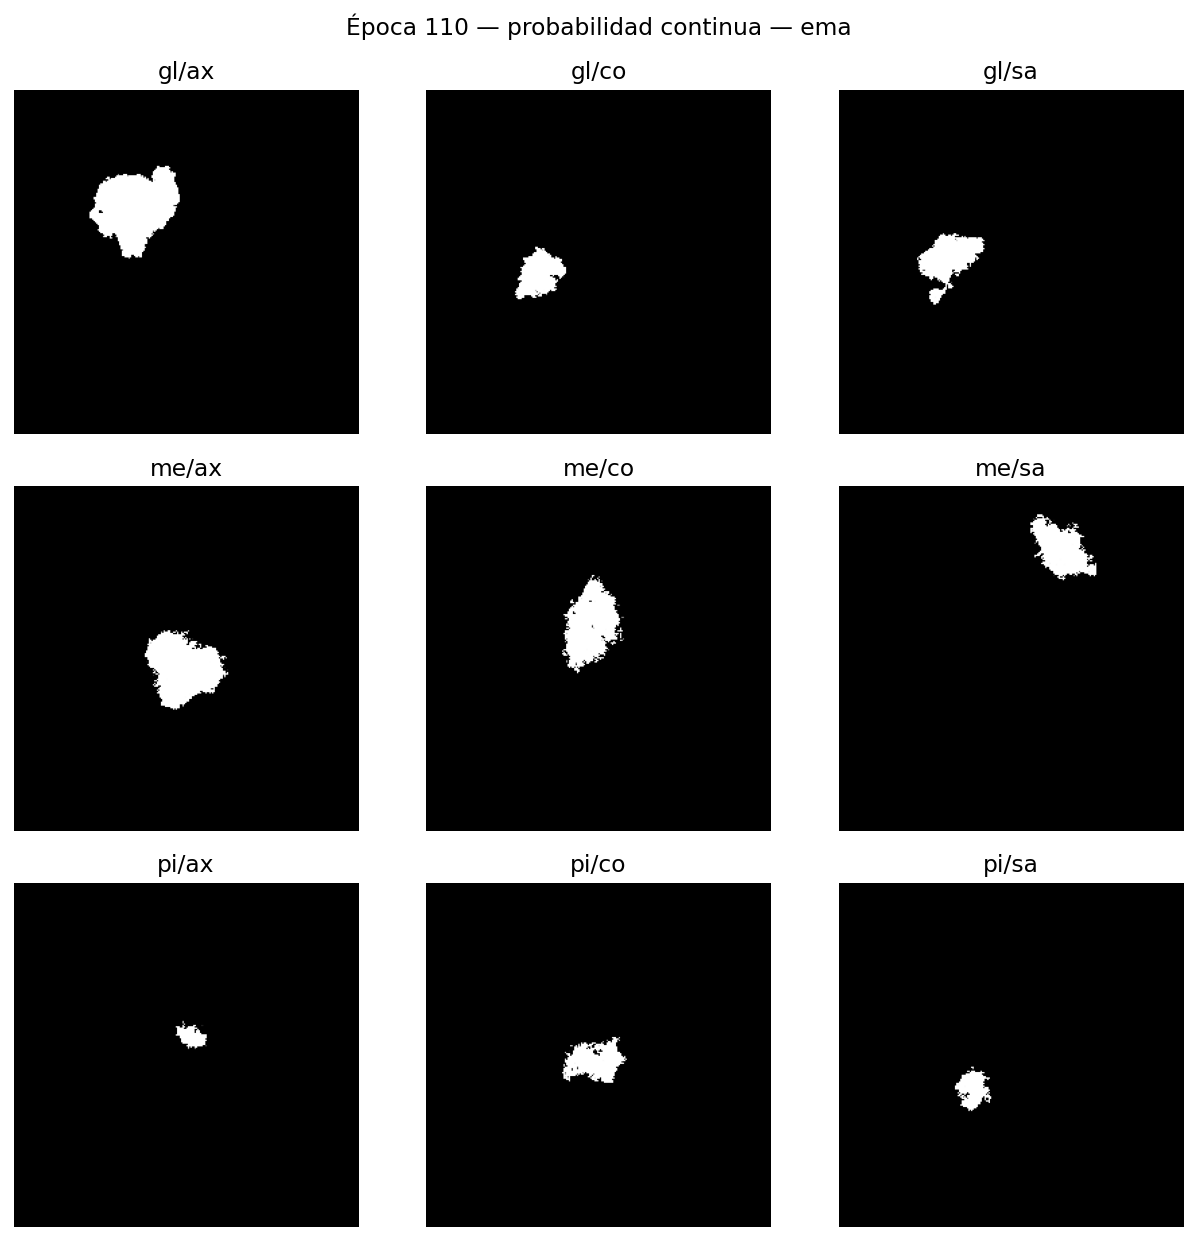 Época 110 — probabilidad continua — ema
gl/ax
gl/co
gl/sa
me/ax
me/co
me/sa
pi/ax
pi/co
pi/sa